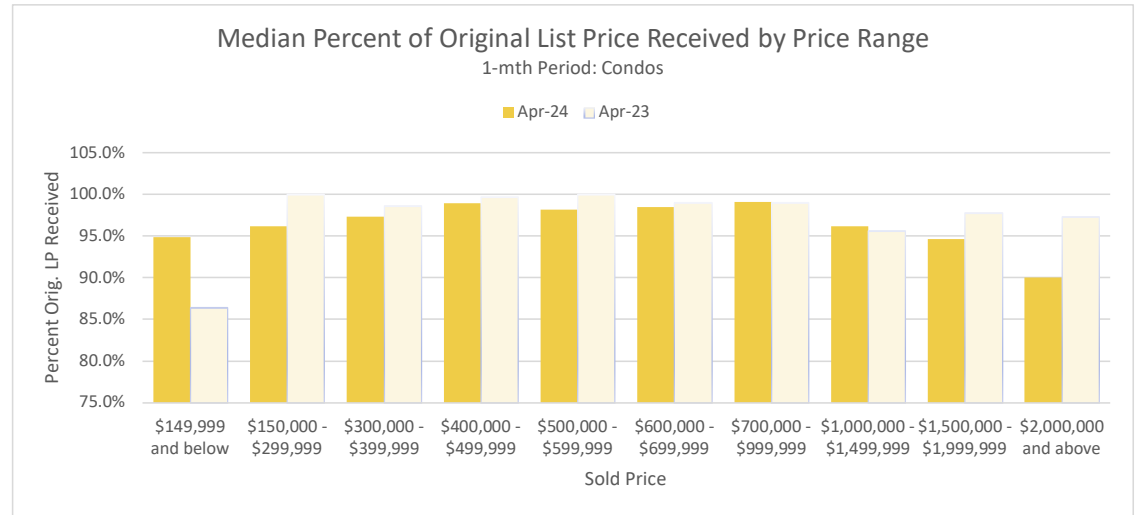 Median Percent of Original List Price Received by Price Range
1-mth Period: Condos
Apr-24 Apr-23
Percent Orig. LP Received
105.0%
100.0%
95.0%
90.0%
85.0%
80.0%
75.0%
$149,999 $150,000 - $300,000 - $400,000 - $500,000 - $600,000 - $700,000 - $1,000,000 - $1,500,000 - $2,000,000
and below $299,999 $399,999 $499,999 $599,999 $699,999 $999,999 $1,499,999 $1,999,999 and above
Sold Price